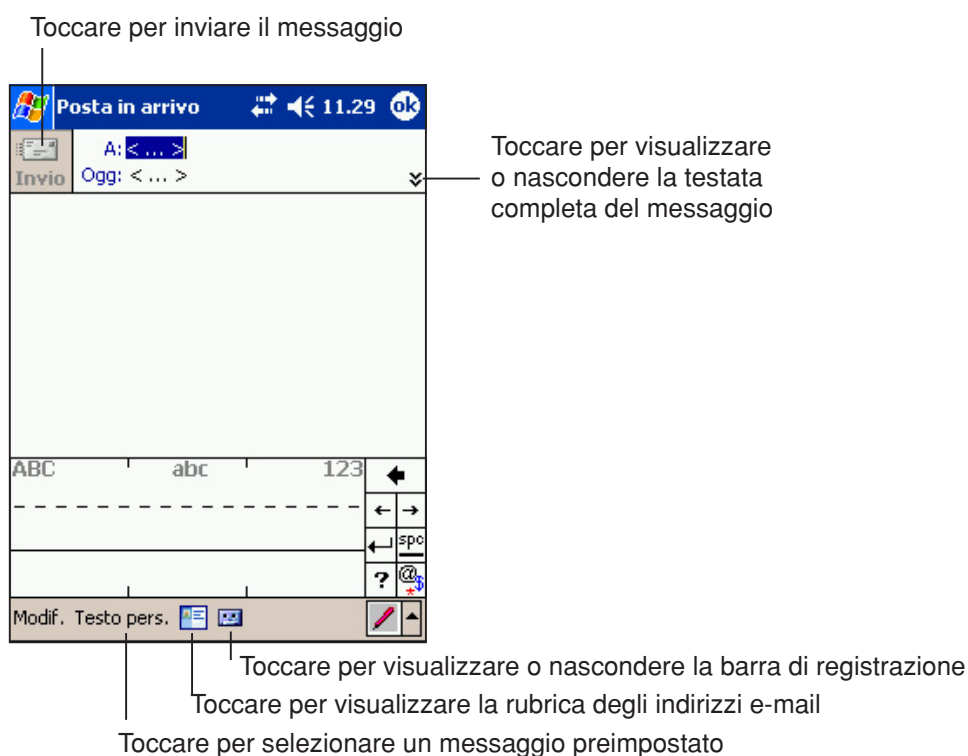 Toccare per inviare il messaggio
Posta in arrivo 11.29 ok
Invio
A: < ... >
Ogg: < ... >
Toccare per visualizzare
o nascondere la testata
completa del messaggio
ABC abc 123
spc
? @*$
Modif. Testo pers.
Toccare per visualizzare o nascondere la barra di registrazione
Toccare per visualizzare la rubrica degli indirizzi e-mail
Toccare per selezionare un messaggio preimpostato